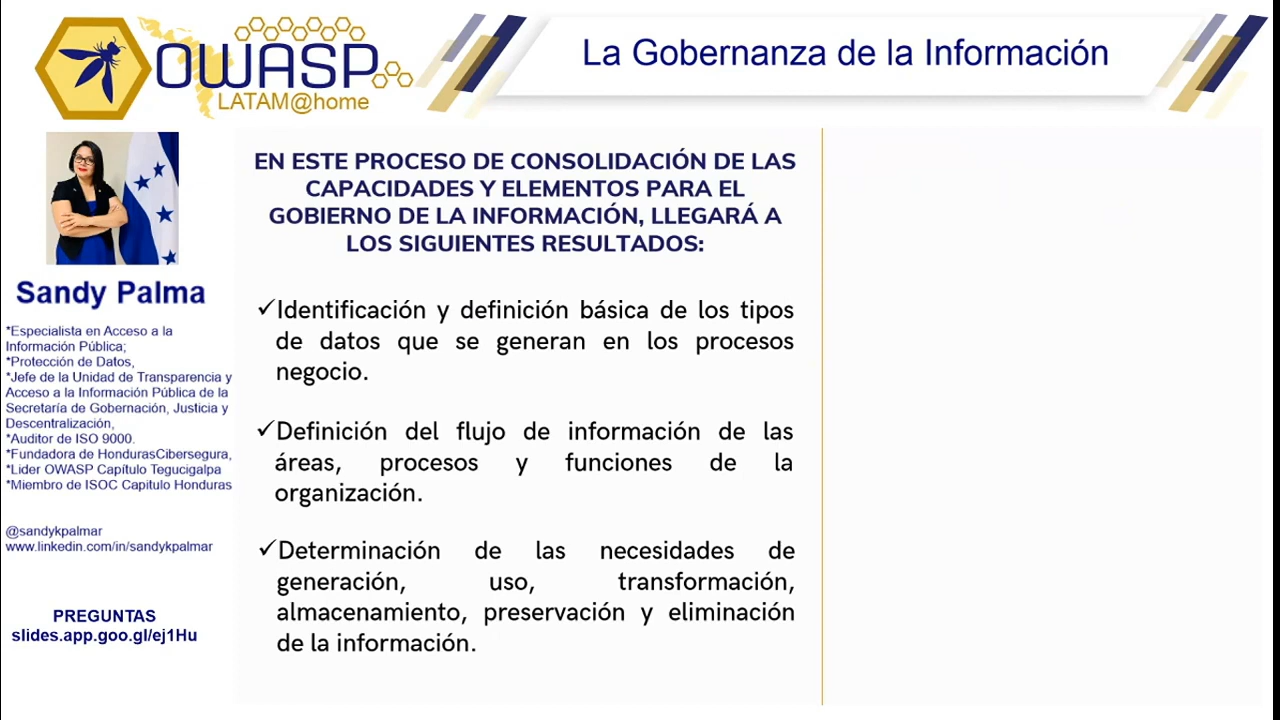 OWASP
LATAM@home
La Gobernanza de la Información
Sandy Palma
*Especialista en Acceso a la
Información Pública;
*Protección de Datos,
*Jefe de la Unidad de Transparencia y
Acceso a la Información Pública de la
Secretaría de Gobernación, Justicia y
Descentralización,
*Auditor de ISO 9000.
*Fundadora de HondurasCibersegura,
*Lider OWASP Capítulo Tegucigalpa
*Miembro de ISOC Capitulo Honduras
@sandykpalmar
www.linkedin.com/in/sandykpalmar
PREGUNTAS
slides.app.goo.gl/ej1Hu
EN ESTE PROCESO DE CONSOLIDACIÓN DE LAS
CAPACIDADES Y ELEMENTOS PARA EL
GOBIERNO DE LA INFORMACIÓN, LLEGARÁ A
LOS SIGUIENTES RESULTADOS:
✓Identificación y definición básica de los tipos
de datos que se generan en los procesos
negocio.
✓Definición del flujo de información de las
áreas, procesos y funciones de la
organización.
✓Determinación de las necesidades de
generación, uso, transformación,
almacenamiento, preservación y eliminación
de la información.